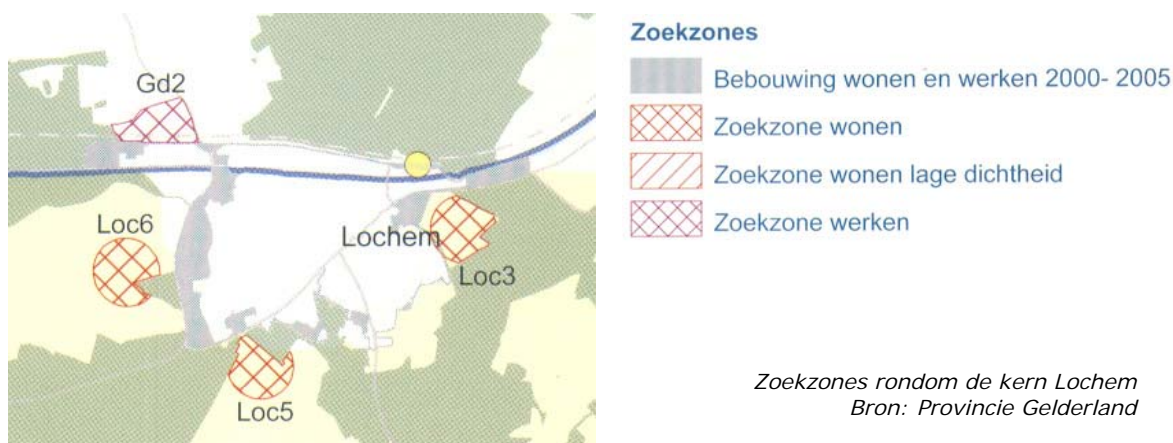 Gd2
Loc6
Lochem
Loc3
Loc5
Zoekzones
Bebouwing wonen en werken 2000- 2005
Zoekzone wonen
Zoekzone wonen lage dichtheid
Zoekzone werken
Zoekzones rondom de kern Lochem
Bron: Provincie Gelderland